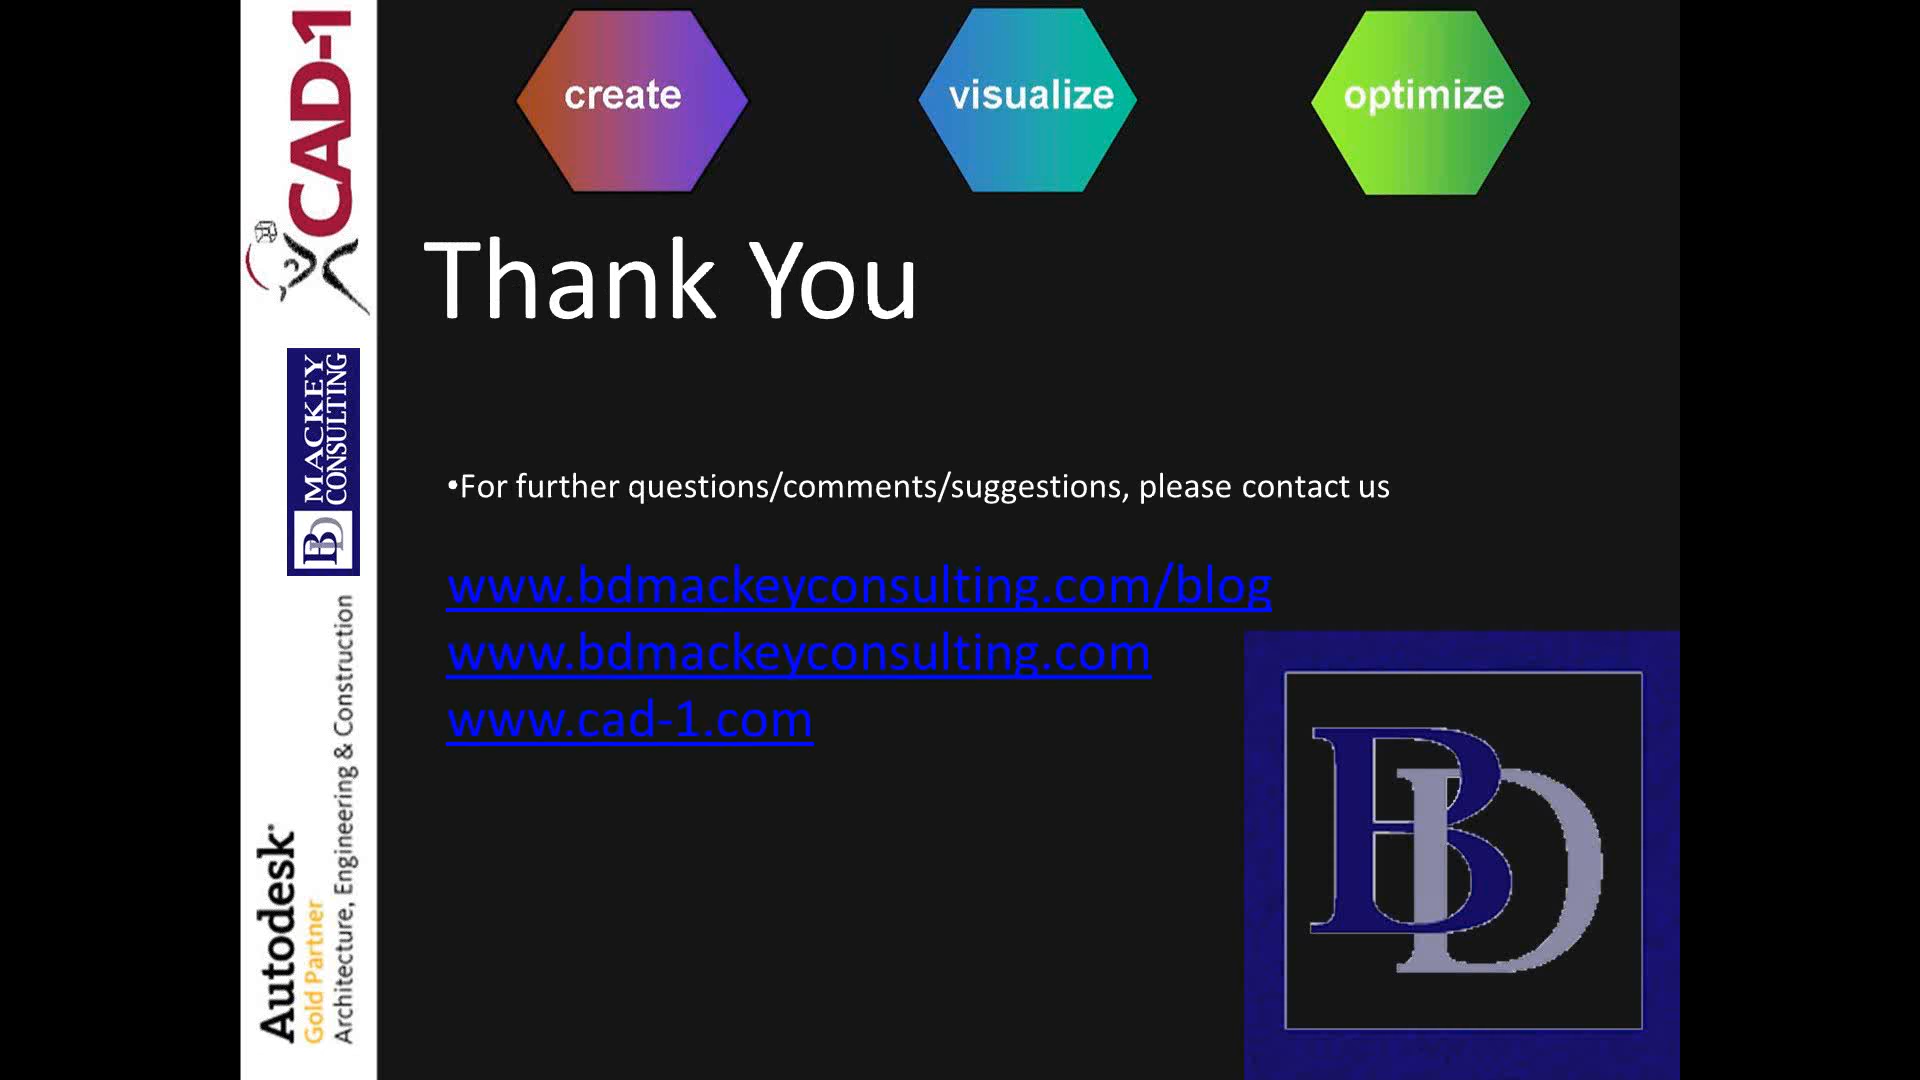 create
visualize
optimize
Thank You
•For further questions/comments/suggestions, please contact us
www.bdmackeyconsulting.com/blog
www.bdmackeyconsulting.com
www.cad-1.com
CAD-1
BD
MACKEY
CONSULTING
Autodesk®
Gold Partner
Architecture, Engineering & Construction
BD